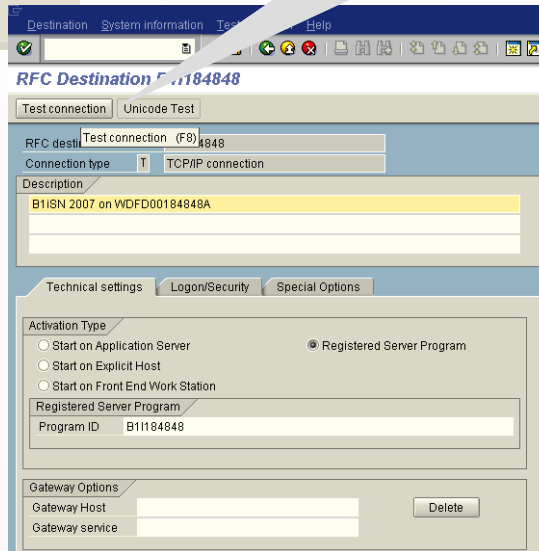 Destination System information Help
RFC Destination 184848
Test connection Unicode Test
Test connection (F8)
RFC 4848
Connection type T TCP/IP connection
Description
B1iSN 2007 on WDFD00184848A
Technical settings Logon/Security Special Options
Activation Type
Start on Application Server Registered Server Program
Start on Explicit Host
Start on Front End Work Station
Registered Server Program
Program ID B1I184848
Gateway Options
Gateway Host Delete
Gateway service